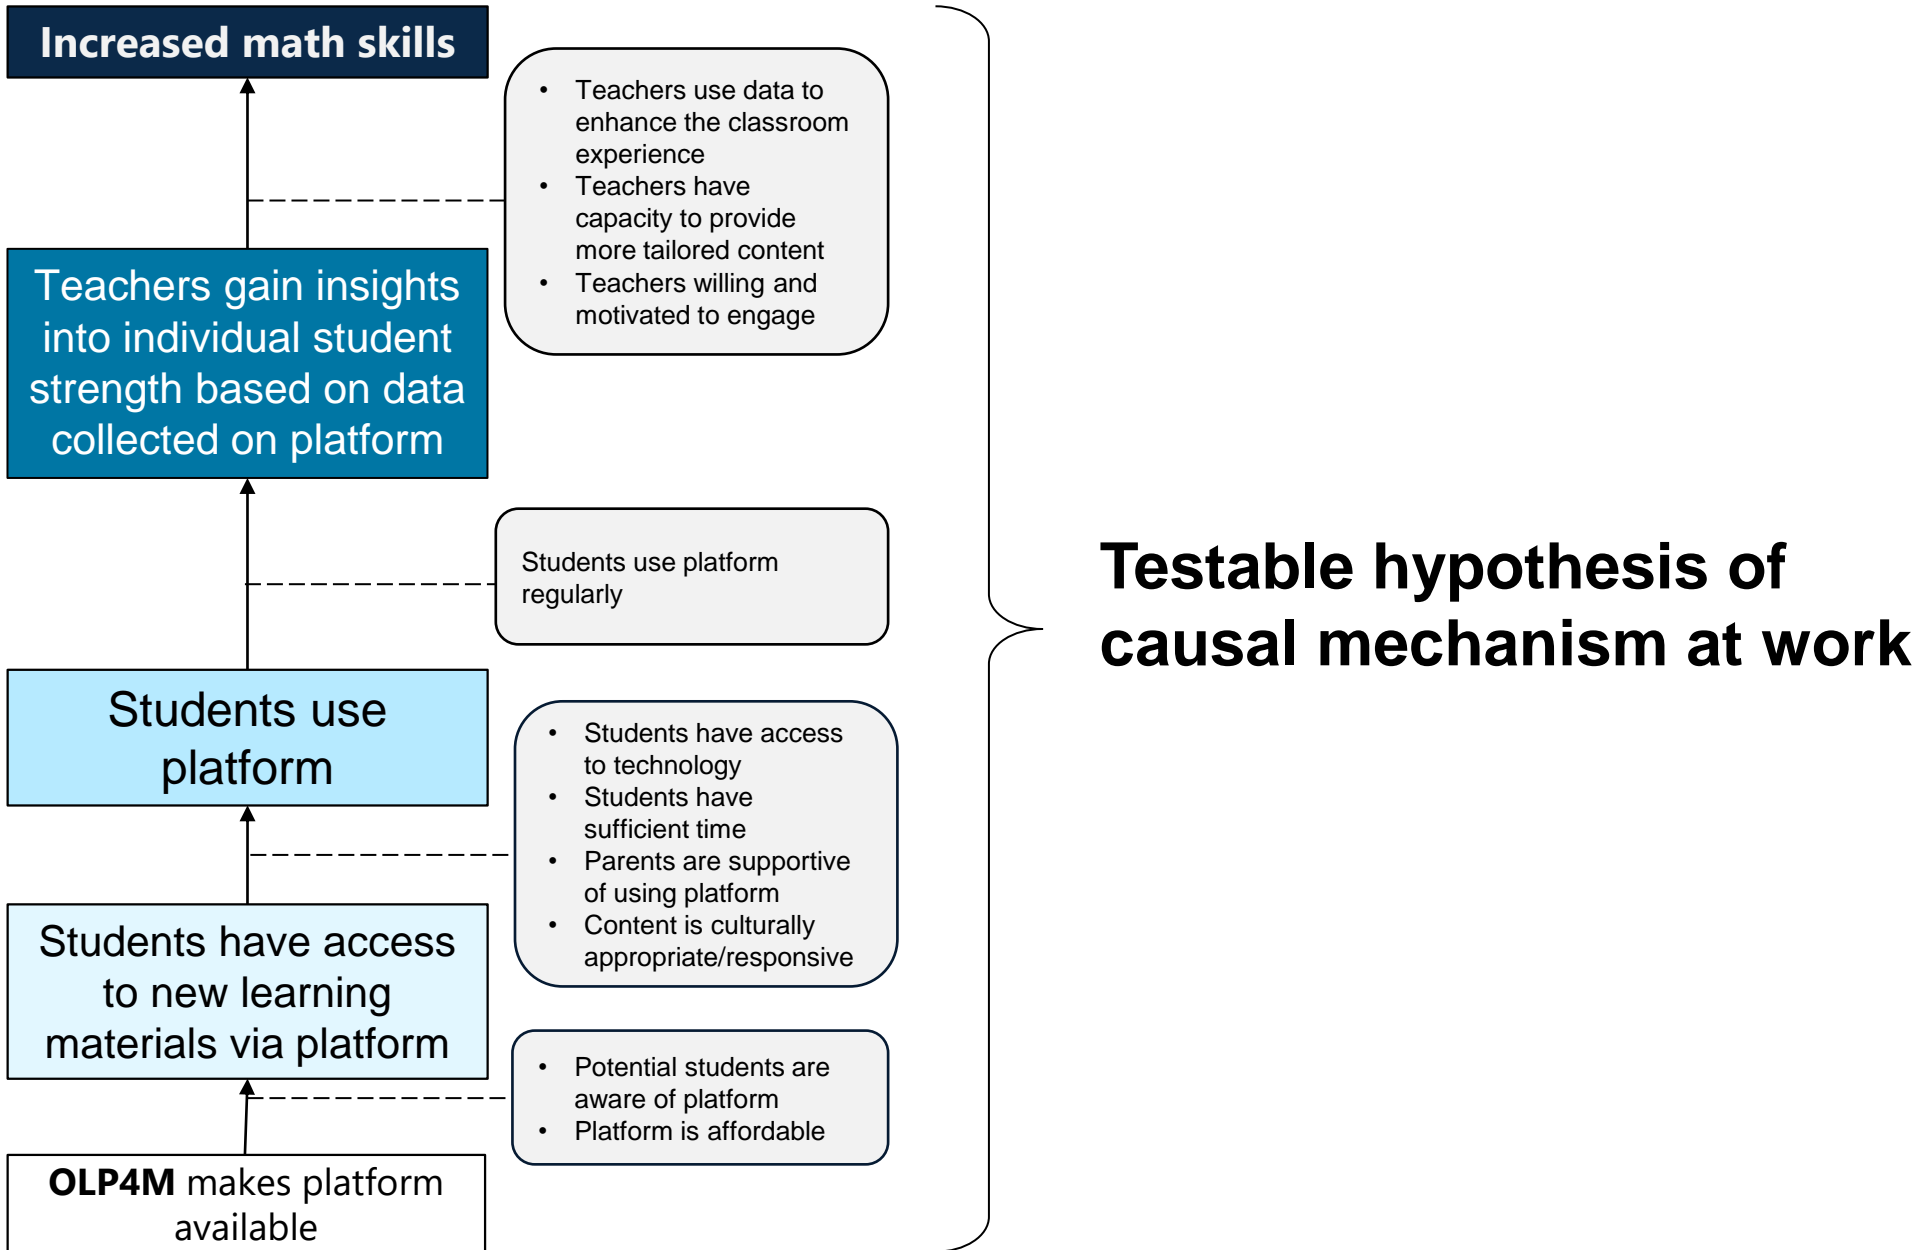 Increased math skills
• Teachers use data to
enhance the classroom
experience
• Teachers have
capacity to provide
more tailored content
• Teachers willing and
motivated to engage
Teachers gain insights
into individual student
strength based on data
collected on platform
Students use platform
regularly
Testable hypothesis of
causal mechanism at work
Students use
platform
• Students have access
to technology
• Students have
sufficient time
• Parents are supportive
of using platform
• Content is culturally
appropriate/responsive
Students have access
to new learning
materials via platform
• Potential students are
aware of platform
• Platform is affordable
OLP4M makes platform
available